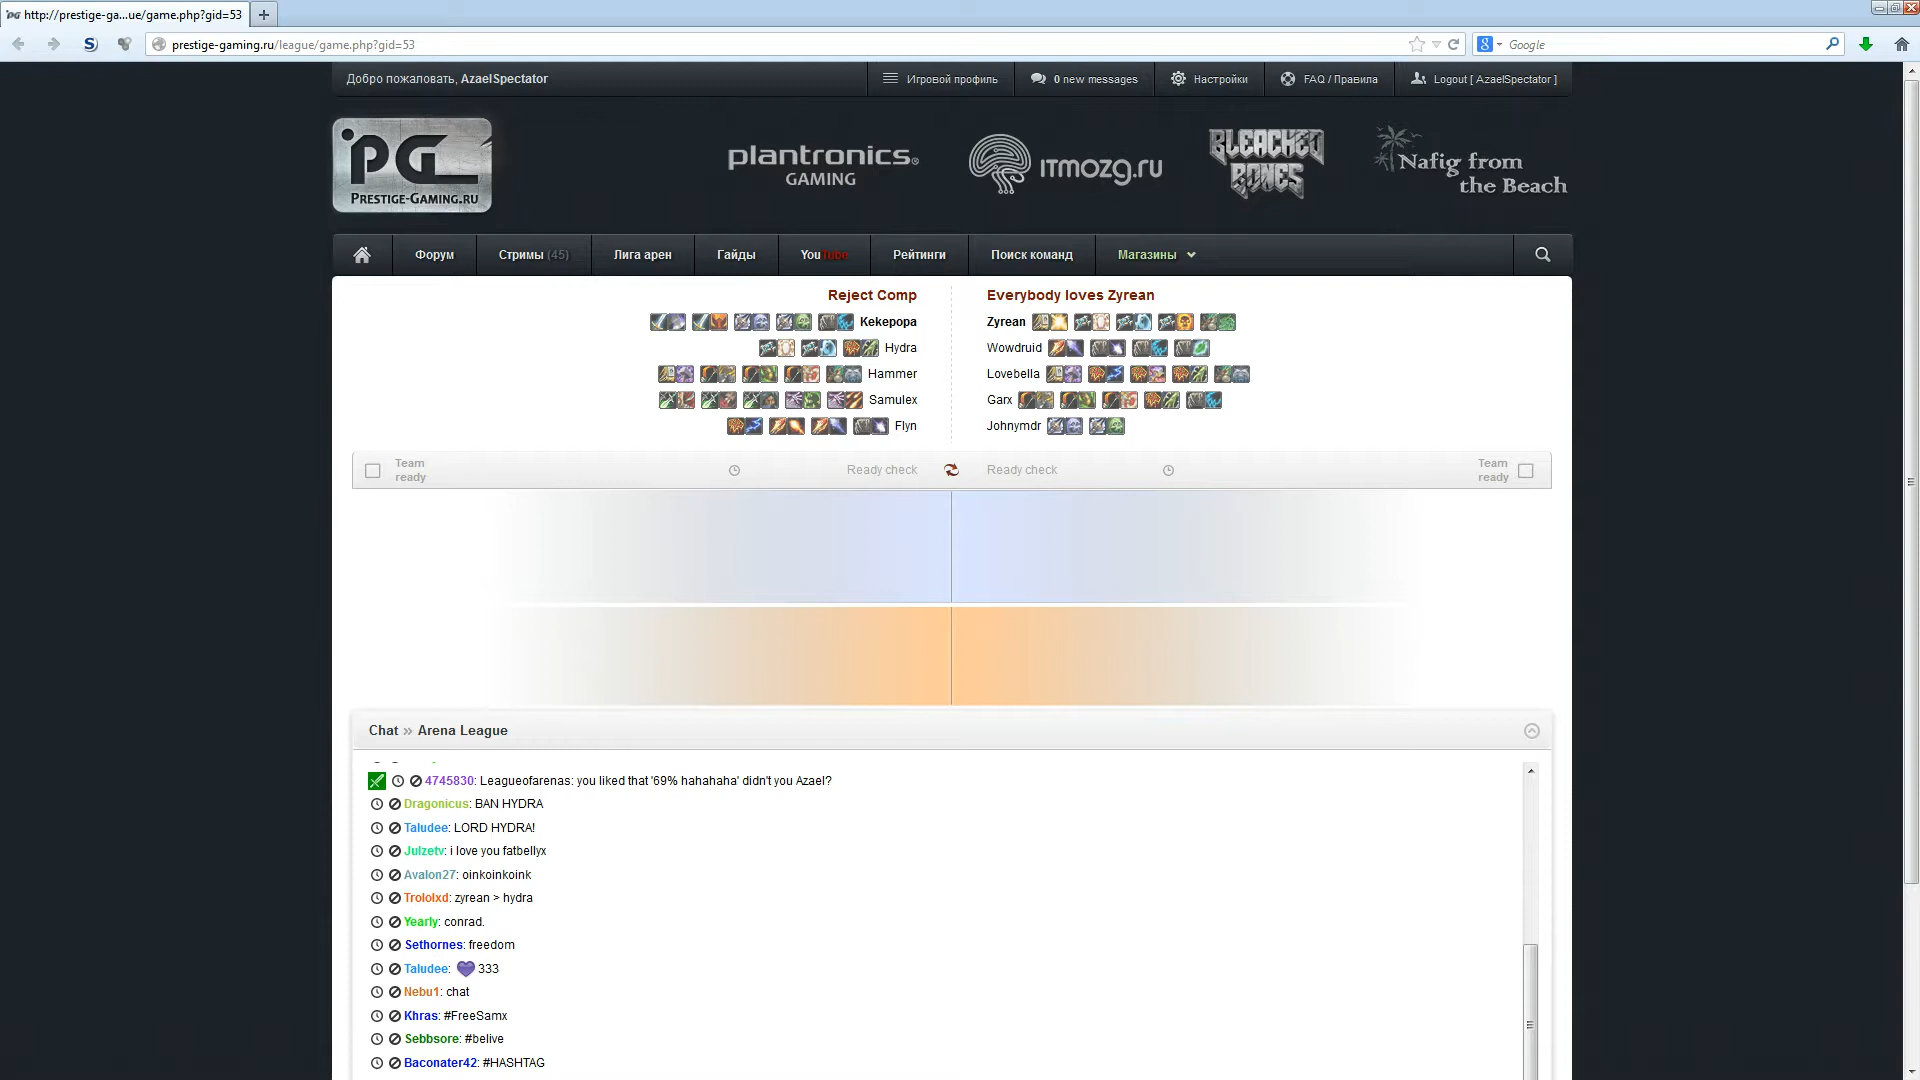 http://prestige-ga...ue/game.php?gid=53
prestige-gaming.ru/league/game.php?gid=53
Google
Добро пожаловать, AzaelSpectator
Игровой профиль
0 new messages
Настройки
FAQ / Правила
Logout [ AzaelSpectator ]
PG
PRESTIGE-GAMING.RU
plantronics®
GAMING
ITMOZG.RU
BLEACHED
BONES
Nafig from
the Beach
Форум
Стримы (45)
Лига арен
Гайды
YouTube
Рейтинги
Поиск команд
Магазины
Reject Comp
Everybody loves Zyrean
Kekepopa
Zyrean
Hydra
Wowdruid
Hammer
Lovebella
Samulex
Garx
Flyn
Johnymdr
Team
ready
Ready check
Ready check
Team
ready
Chat » Arena League
4745830: Leagueofarenas: you liked that '69% hahahaha' didn't you Azael?
Dragonicus: BAN HYDRA
Taludee: LORD HYDRA!
Julzetv: i love you fatbellyx
Avalon27: oinkoinkoink
Trololxd: zyrean > hydra
Yearly: conrad.
Sethornes: freedom
Taludee: 💜 333
Nebu1: chat
Khras: #FreeSamx
Sebbsore: #belive
Baconater42: #HASHTAG